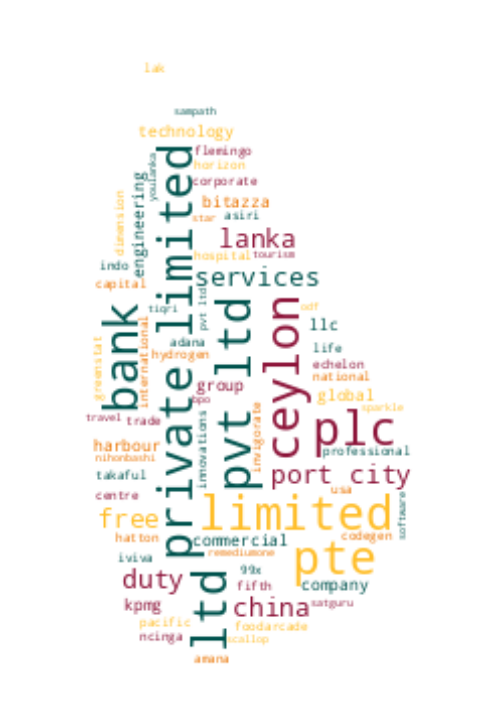 lak
sampath
technology
flemingo
horizon
corporate
youlanka
engineering
private limited
dimension
bitazza
star
asiri
lanka
indo
hospital
tourism
capital
services
bank
tiqri
pvt ltd
pvt ltd
ceylon
odf
llc
international
adana
life
hydrogen
echelon
greenstat
national
group
global
bpo
sparkle
travel
trade
innovations
invigorate
plc
harbour
professional
nihonbashi
takaful
port city
centre
usa
software
free
limited
hatton
commercial
codegen
iviva
remediumone
pte
ltd
99x
duty
fifth
company
kpmg
china
satguru
pacific
foodarcade
ncinga
scallop
amana